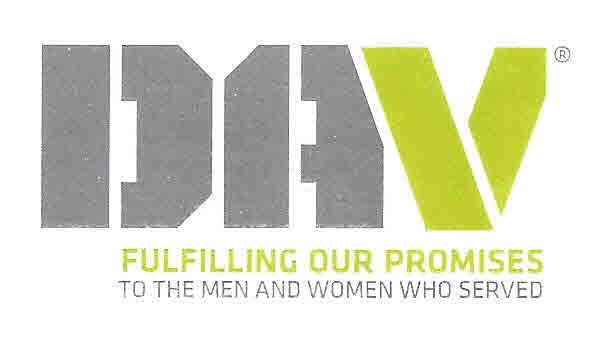 DAV®
FULFILLING OUR PROMISES
TO THE MEN AND WOMEN WHO SERVED